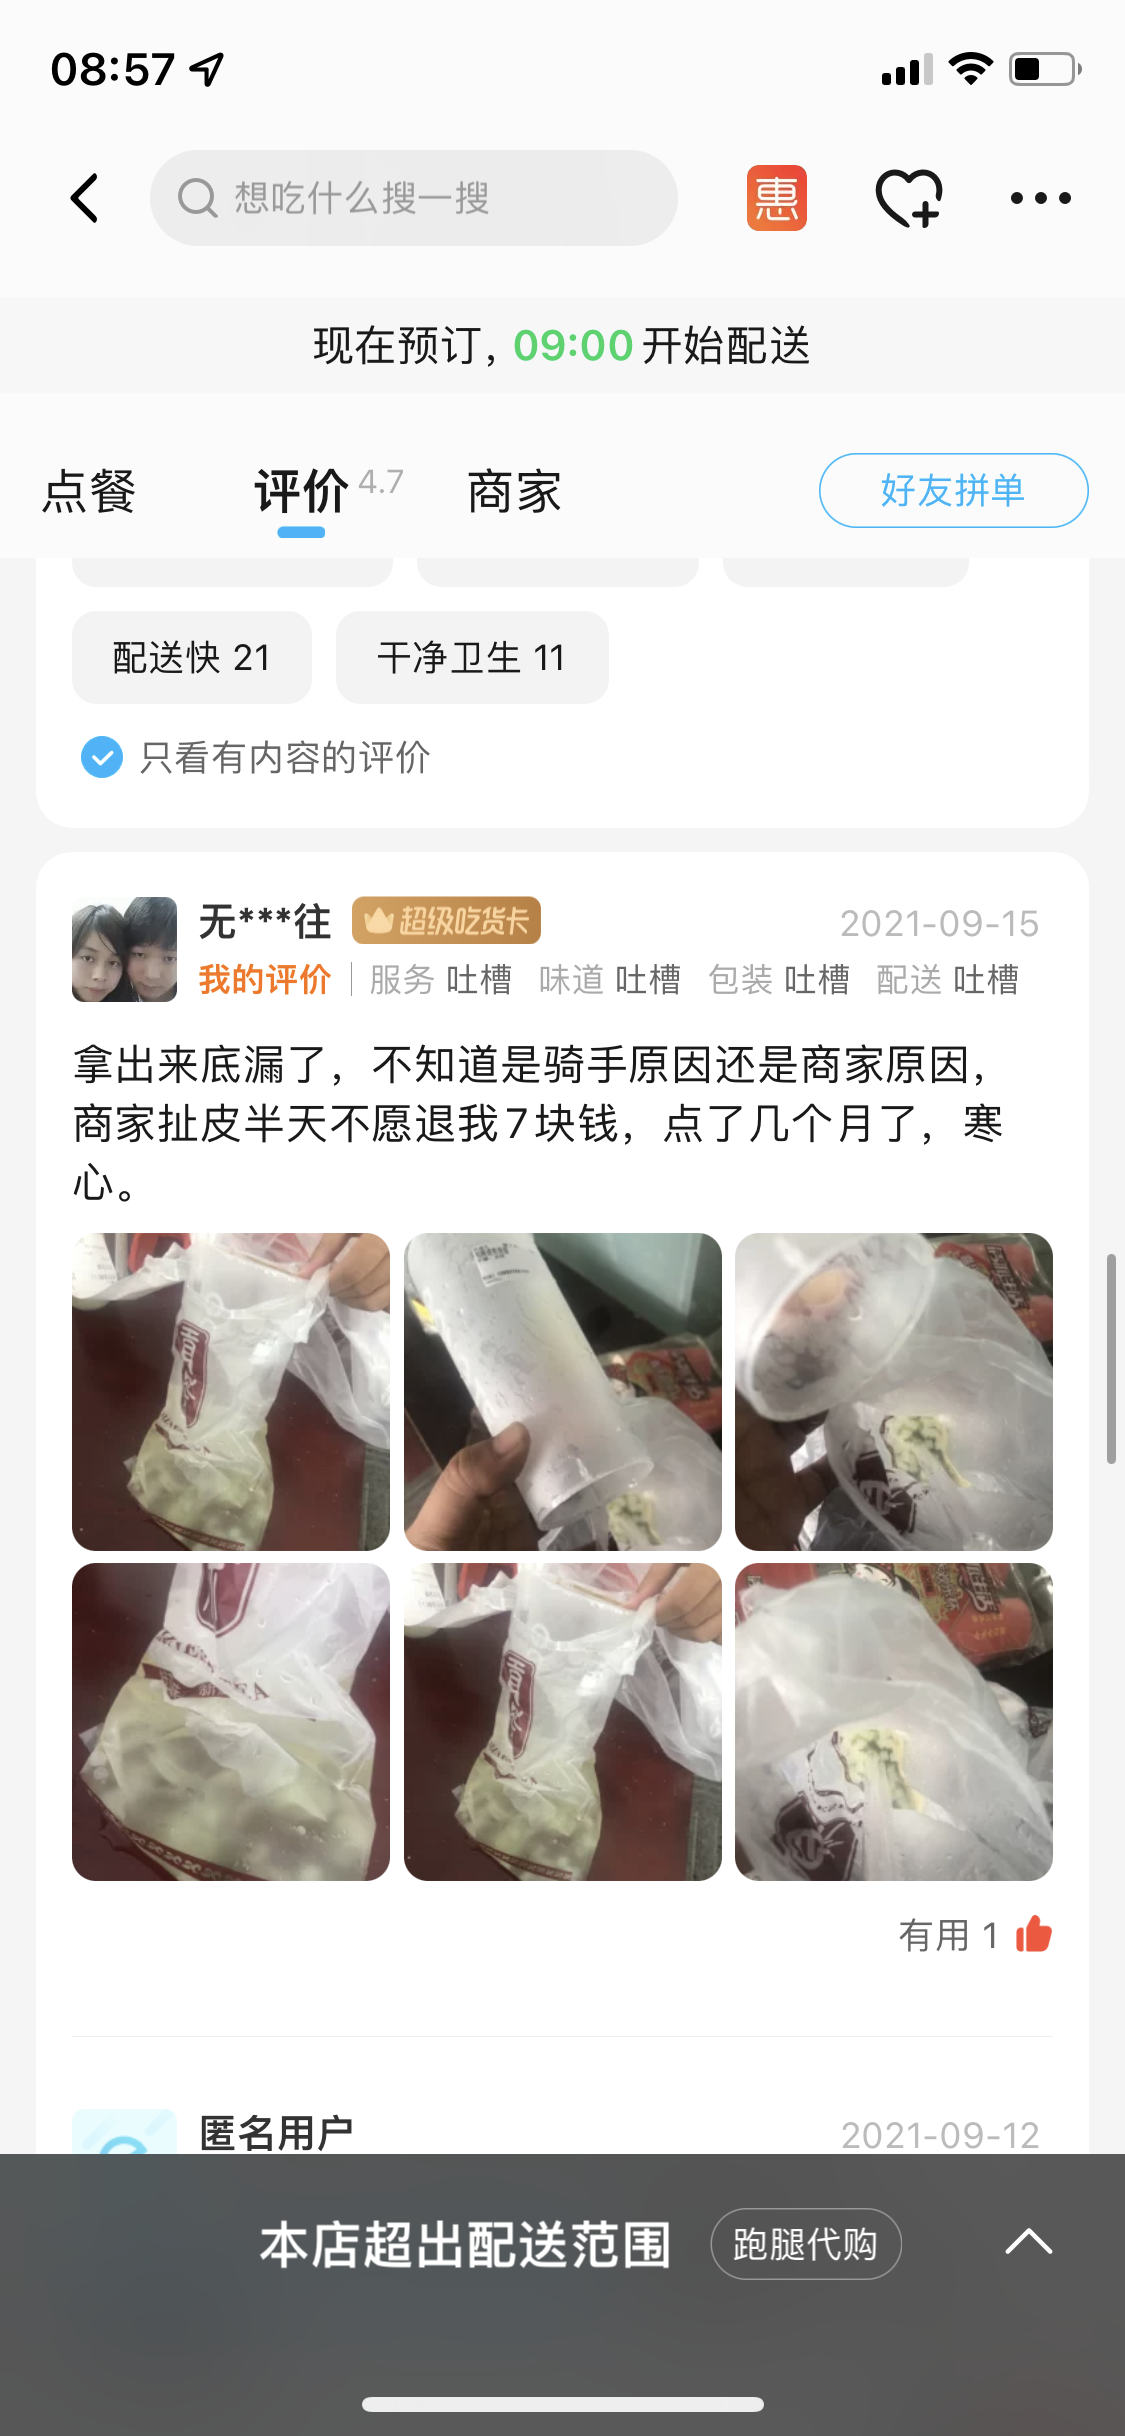 08:57
想吃什么搜一搜
惠
现在预订，09:00 开始配送
点餐 评价 4.7 商家 好友拼单
配送快 21 干净卫生 11
只看有内容的评价
无***往 超级吃货卡 2021-09-15
我的评价 服务 吐槽 味道 吐槽 包装 吐槽 配送 吐槽
拿出来底漏了，不知道是骑手原因还是商家原因，
商家扯皮半天不愿退我7块钱，点了几个月了，寒
心。
有用 1
匿名用户 2021-09-12
本店超出配送范围 跑腿代购